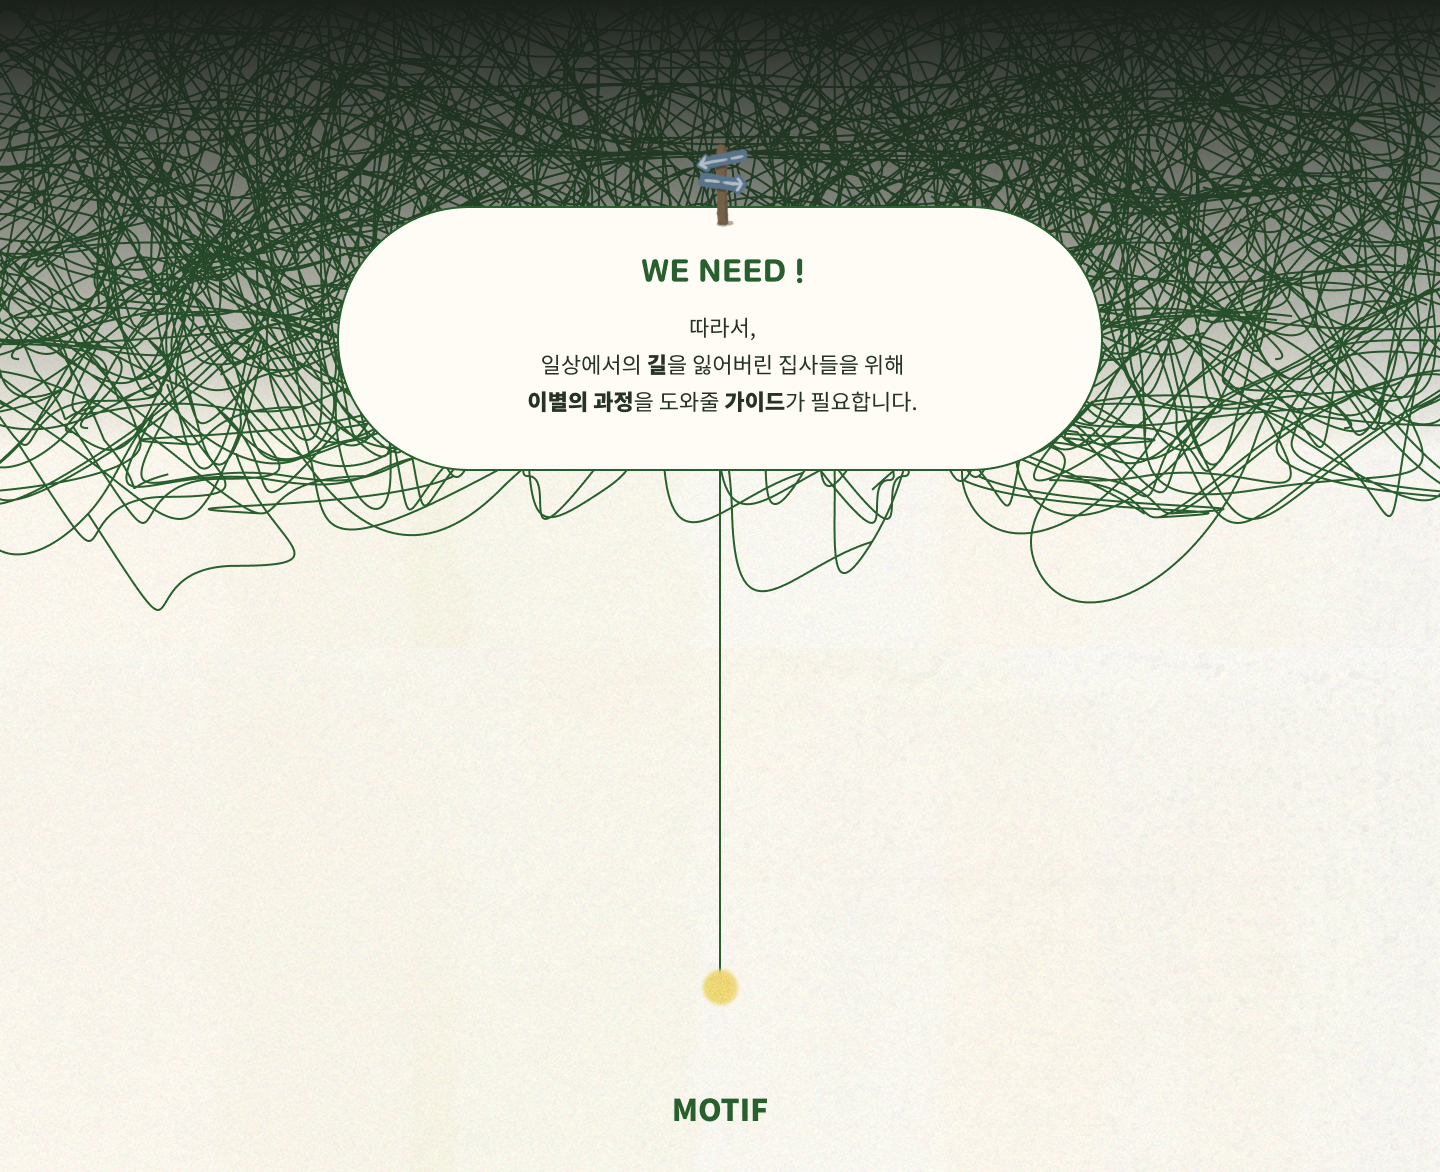 WE NEED !
따라서,
일상에서의 길을 잃어버린 집사들을 위해
이별의 과정을 도와줄 가이드가 필요합니다.
MOTIF